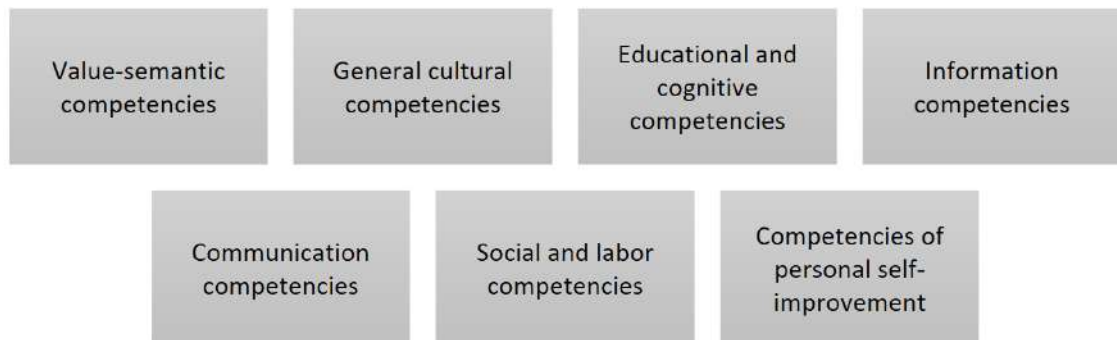 Value-semantic
competencies
General cultural
competencies
Educational and
cognitive
competencies
Information
competencies
Communication
competencies
Social and labor
competencies
Competencies of
personal self-
improvement